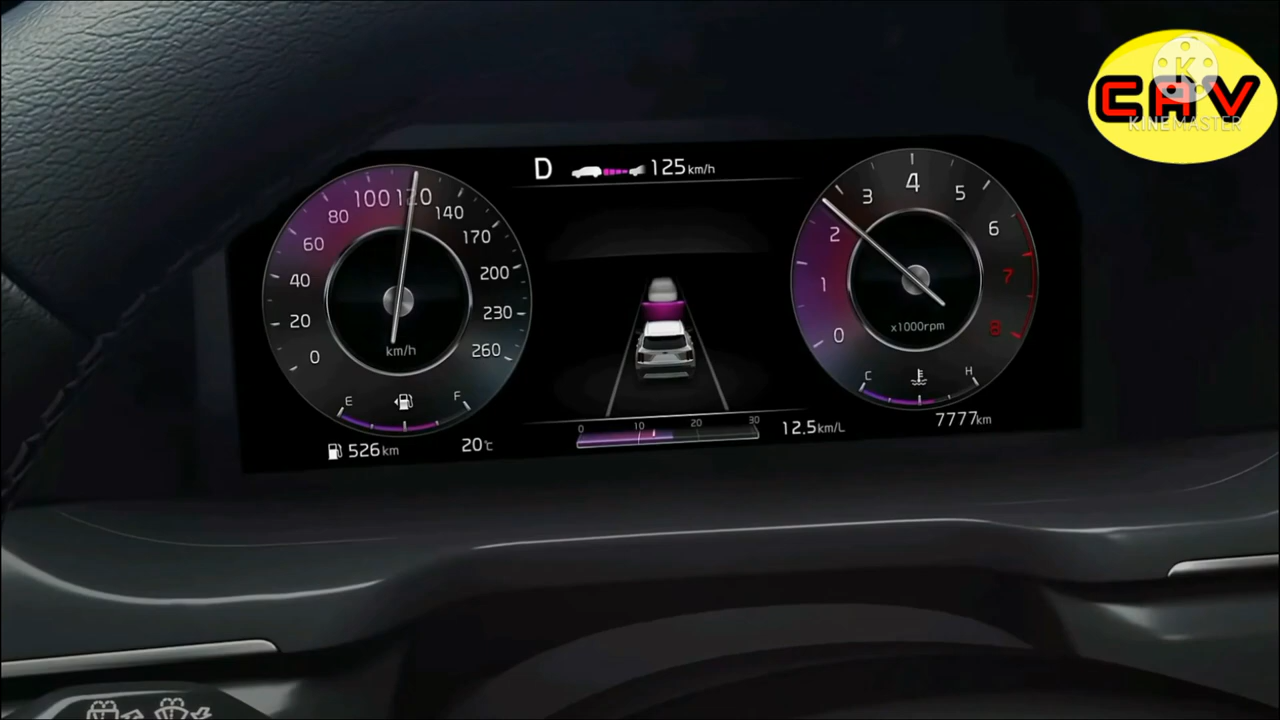 CAV
KINEMASTER
D 125km/h
0 20 40 60 80 100 120 140 170 200 230 260
km/h
E F
526km
20℃
0 10 20 30
12.5km/L
0 1 2 3 4 5 6 7 8
x1000rpm
C H
7777km